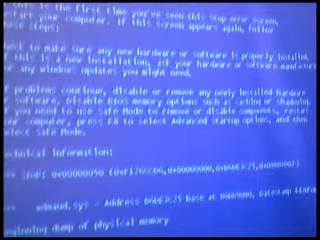 is the first time you've seen this stop error screen,
restart your computer. If this screen appears again, follow
these steps:
to make sure any new hardware or software is properly installed.
If this is a new installation, ask your hardware or software manufacture
for any windows updates you might need.
If problems continue, disable or remove any newly installed hardware
or software. Disable BIOS memory options such as caching or shadowing.
If you need to use Safe Mode to remove or disable components, restart
your computer, press F8 to select Advanced startup options, and then
select Safe Mode.
technical information:
*** STOP: 0x00000050
Address base at Datestamp
beginning dump of physical memory